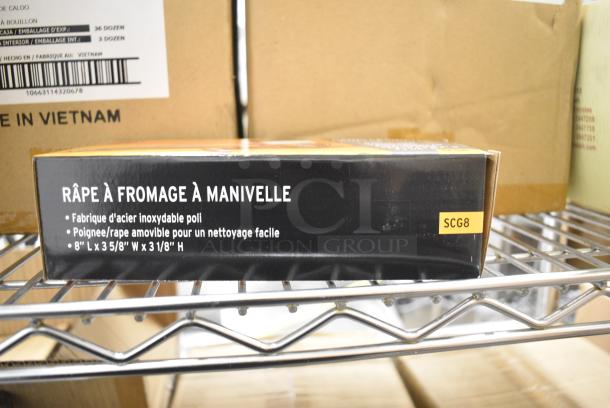 DE CALDO
À BOUILLON
CAJA / EMBALLAGE D'EXP.: 36 DOZEN
INTERIOR / EMBALLAGE INT.: 3 DOZEN
HECHO EN / FABRIQUÉ AU: VIETNAM
10663114320678
E IN VIETNAM
RÂPE À FROMAGE À MANIVELLE
• Fabrique d'acier inoxydable poli
• Poignee/rape amovible pour un nettoyage facile
• 8" L x 3 5/8" W x 3 1/8" H
SCG8
PCI
AUCTION GROUP